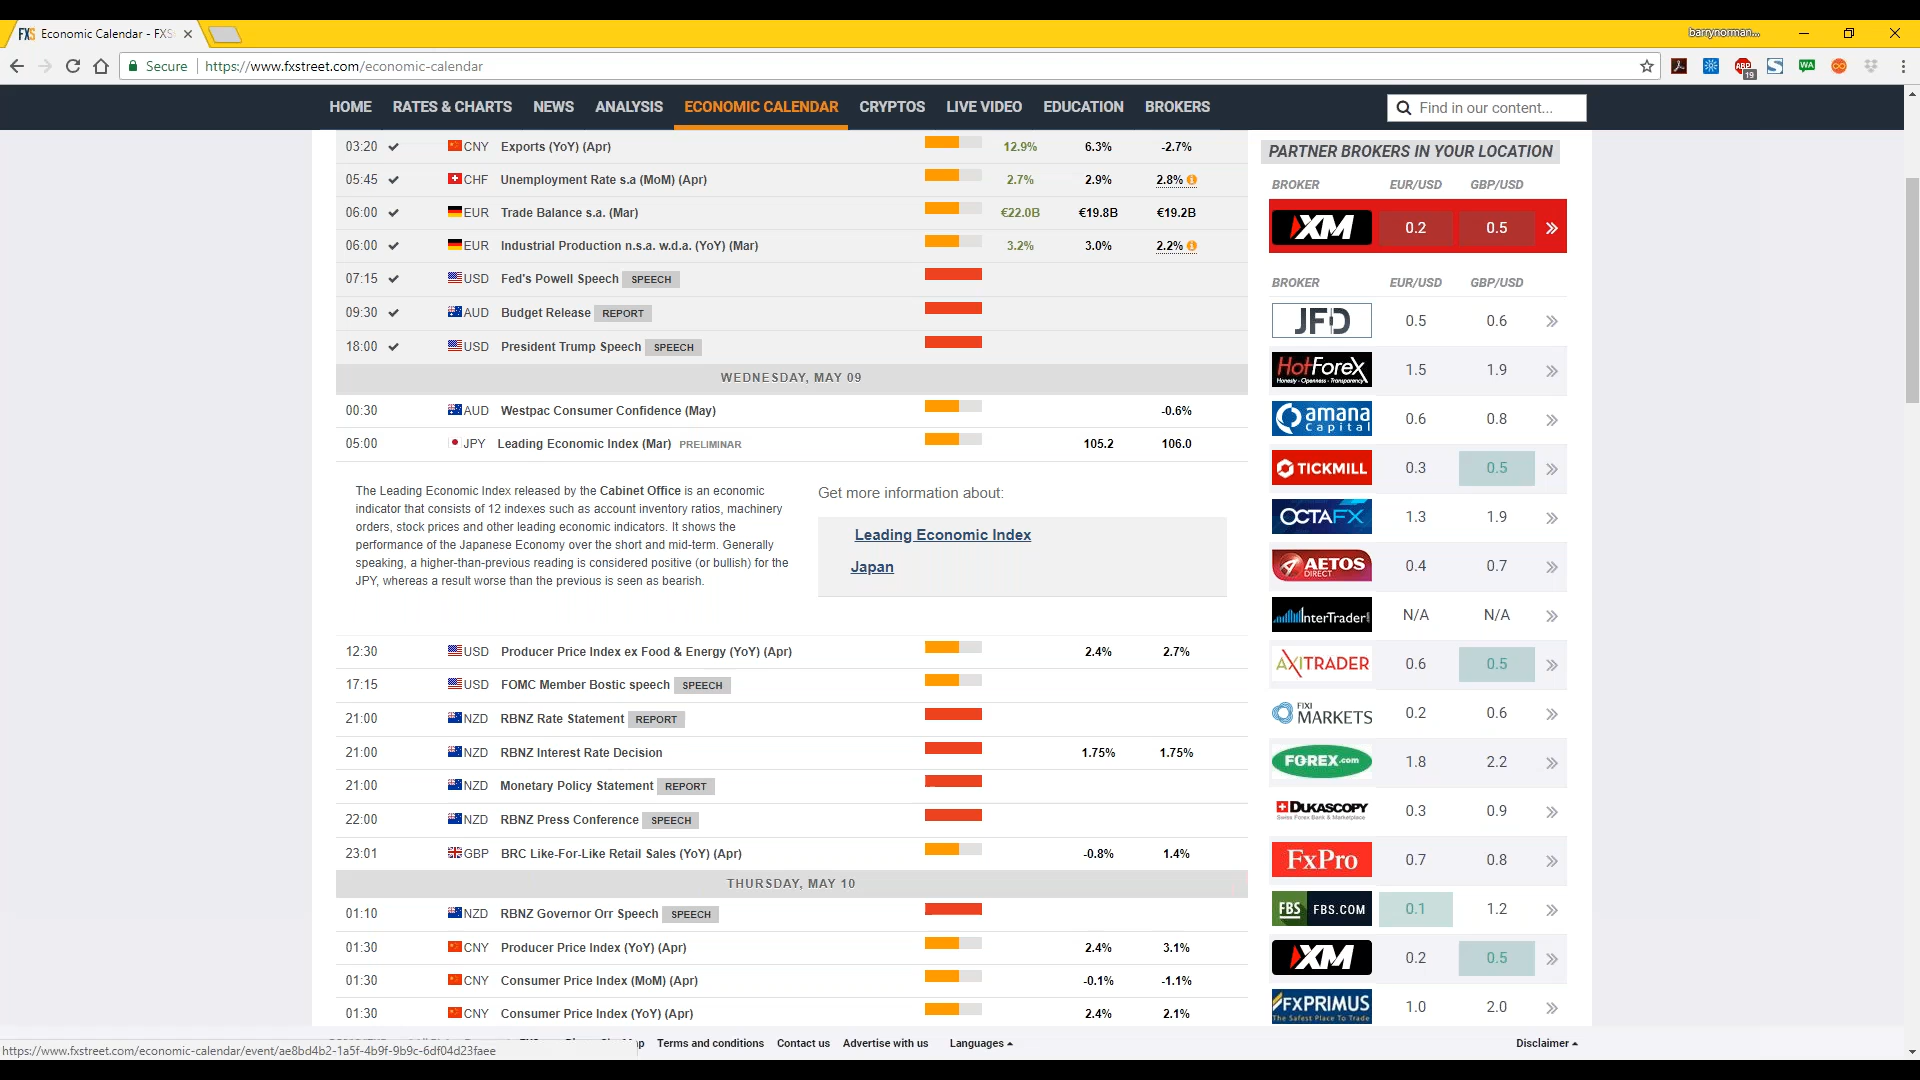 FXS Economic Calendar - FXS
barrynorman...
Secure https://www.fxstreet.com/economic-calendar
ABP 19
WA
HOME RATES & CHARTS NEWS ANALYSIS ECONOMIC CALENDAR CRYPTOS LIVE VIDEO EDUCATION BROKERS Find in our content...
03:20 CNY Exports (YoY) (Apr) 12.9% 6.3% -2.7%
05:45 CHF Unemployment Rate s.a (MoM) (Apr) 2.7% 2.9% 2.8%
06:00 EUR Trade Balance s.a. (Mar) €22.0B €19.8B €19.2B
06:00 EUR Industrial Production n.s.a. w.d.a. (YoY) (Mar) 3.2% 3.0% 2.2%
07:15 USD Fed's Powell Speech SPEECH
09:30 AUD Budget Release REPORT
18:00 USD President Trump Speech SPEECH
WEDNESDAY, MAY 09
00:30 AUD Westpac Consumer Confidence (May) -0.6%
05:00 JPY Leading Economic Index (Mar) PRELIMINAR 105.2 106.0
The Leading Economic Index released by the Cabinet Office is an economic
indicator that consists of 12 indexes such as account inventory ratios, machinery
orders, stock prices and other leading economic indicators. It shows the
performance of the Japanese Economy over the short and mid-term. Generally
speaking, a higher-than-previous reading is considered positive (or bullish) for the
JPY, whereas a result worse than the previous is seen as bearish.
Get more information about:
Leading Economic Index
Japan
12:30 USD Producer Price Index ex Food & Energy (YoY) (Apr) 2.4% 2.7%
17:15 USD FOMC Member Bostic speech SPEECH
21:00 NZD RBNZ Rate Statement REPORT
21:00 NZD RBNZ Interest Rate Decision 1.75% 1.75%
21:00 NZD Monetary Policy Statement REPORT
22:00 NZD RBNZ Press Conference SPEECH
23:01 GBP BRC Like-For-Like Retail Sales (YoY) (Apr) -0.8% 1.4%
THURSDAY, MAY 10
01:10 NZD RBNZ Governor Orr Speech SPEECH
01:30 CNY Producer Price Index (YoY) (Apr) 2.4% 3.1%
01:30 CNY Consumer Price Index (MoM) (Apr) -0.1% -1.1%
01:30 CNY Consumer Price Index (YoY) (Apr) 2.4% 2.1%
PARTNER BROKERS IN YOUR LOCATION
BROKER EUR/USD GBP/USD
XM 0.2 0.5
BROKER EUR/USD GBP/USD
JFD 0.5 0.6
HotForex Honesty - Openness - Transparency 1.5 1.9
amana Capital 0.6 0.8
TICKMILL 0.3 0.5
OCTAFX 1.3 1.9
AETOS DIRECT 0.4 0.7
InterTrader N/A N/A
AXITRADER 0.6 0.5
FIXI MARKETS 0.2 0.6
FOREX.com 1.8 2.2
DUKASCOPY Swiss Forex Bank & Marketplace 0.3 0.9
FxPro 0.7 0.8
FBS FBS.COM 0.1 1.2
XM 0.2 0.5
FXPRIMUS The Safest Place To Trade 1.0 2.0
Terms and conditions Contact us Advertise with us Languages Disclaimer
https://www.fxstreet.com/economic-calendar/event/ae8bd4b2-1a5f-4b9f-9b9c-6df04d23faee